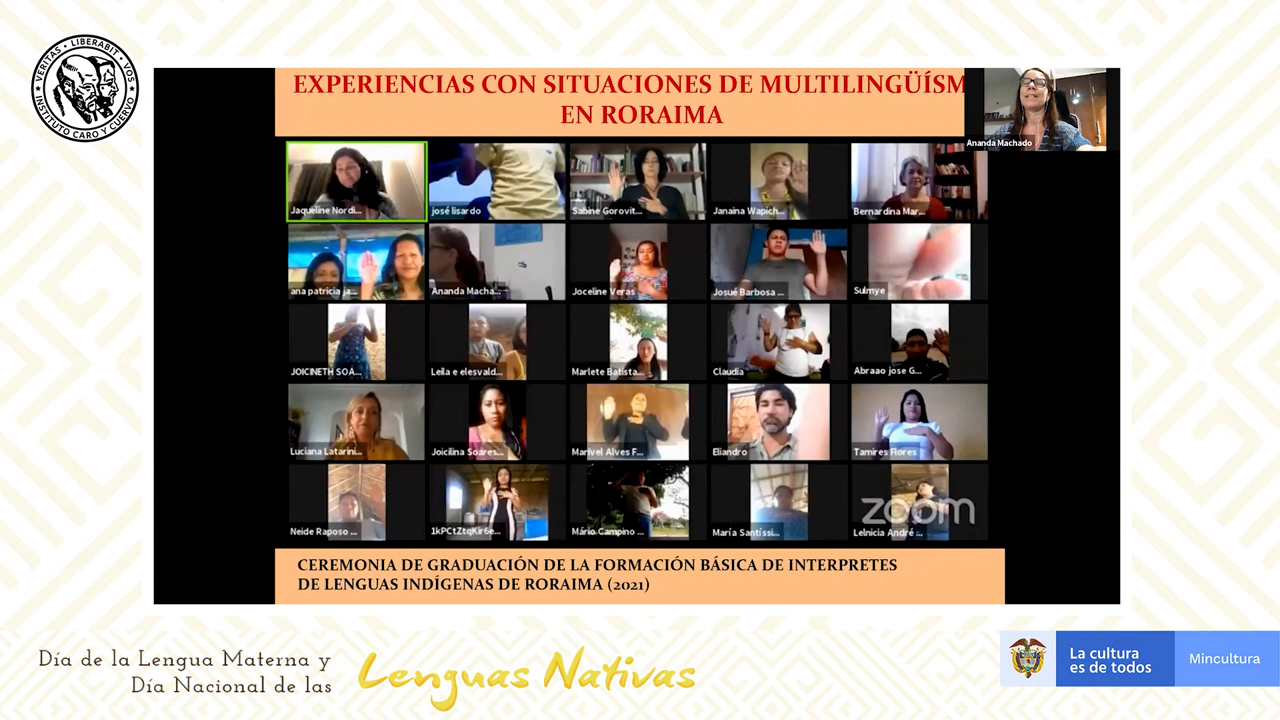 VERITAS • LIBERABIT • VOS
INSTITUTO CARO Y CUERVO
EXPERIENCIAS CON SITUACIONES DE MULTILINGÜÍSM
EN RORAIMA
Ananda Machado
Jaqueline Nordi...
josé lisardo
Sabine Gorovit...
Janaina Wapich...
Bernardina Mar...
ana patricia ja...
Ananda Macha...
Joceline Veras
Josué Barbosa ...
Sulmye
JOICINETH SOA...
Leila e elesvald...
Marlete Batista...
Claudia
Abraao jose G...
Luciana Latarini...
Joicilina Soares...
Marivel Alves F...
Eliandro
Tamires Flores
Neide Raposo ...
1kPCtZtqKir6e...
Mário Campino ...
María Santíssi...
Lelnicia André ...
zoom
CEREMONIA DE GRADUACIÓN DE LA FORMACIÓN BÁSICA DE INTERPRETES
DE LENGUAS INDÍGENAS DE RORAIMA (2021)
Día de la Lengua Materna y
Día Nacional de las
Lenguas Nativas
La cultura
es de todos
Mincultura